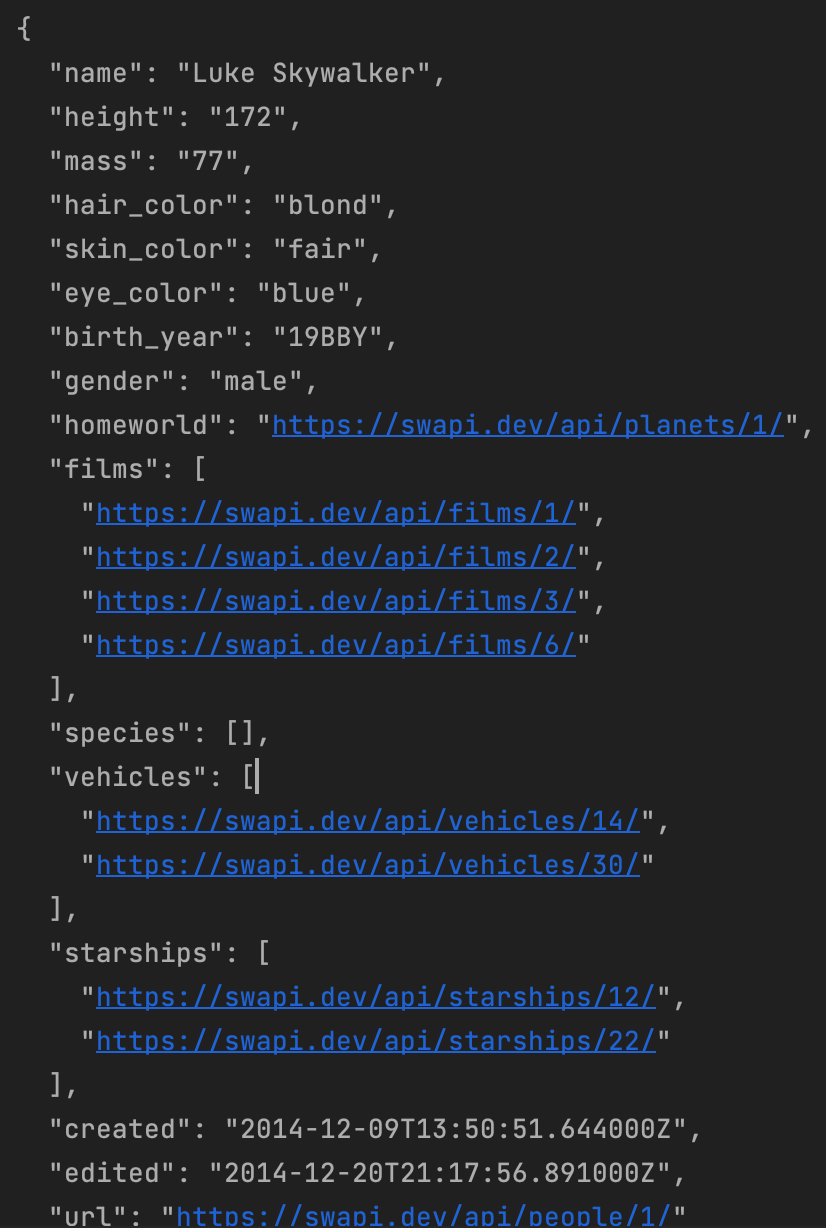 {
  "name": "Luke Skywalker",
  "height": "172",
  "mass": "77",
  "hair_color": "blond",
  "skin_color": "fair",
  "eye_color": "blue",
  "birth_year": "19BBY",
  "gender": "male",
  "homeworld": "https://swapi.dev/api/planets/1/",
  "films": [
    "https://swapi.dev/api/films/1/",
    "https://swapi.dev/api/films/2/",
    "https://swapi.dev/api/films/3/",
    "https://swapi.dev/api/films/6/"
  ],
  "species": [],
  "vehicles": [
    "https://swapi.dev/api/vehicles/14/",
    "https://swapi.dev/api/vehicles/30/"
  ],
  "starships": [
    "https://swapi.dev/api/starships/12/",
    "https://swapi.dev/api/starships/22/"
  ],
  "created": "2014-12-09T13:50:51.644000Z",
  "edited": "2014-12-20T21:17:56.891000Z",
  "url": "https://swapi.dev/api/people/1/"